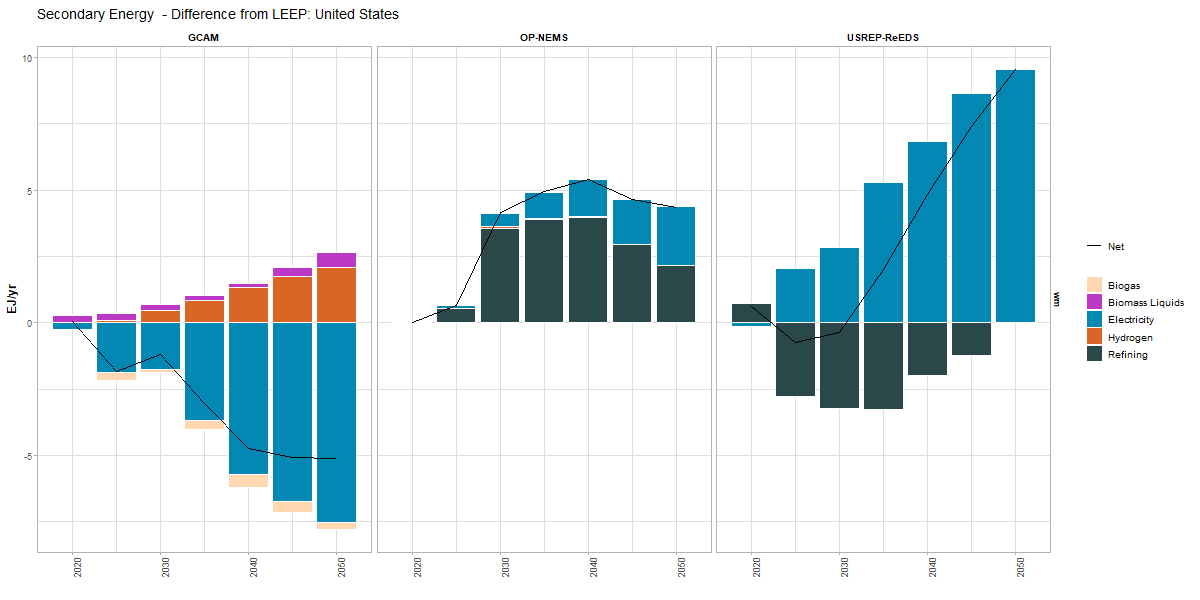 Secondary Energy  - Difference from LEEP: United States
GCAM
OP-NEMS
USREP-ReEDS
EJ/yr
10
5
0
-5
2020
2030
2040
2050
2020
2030
2040
2050
2020
2030
2040
2050
wm
Net
Biogas
Biomass Liquids
Electricity
Hydrogen
Refining